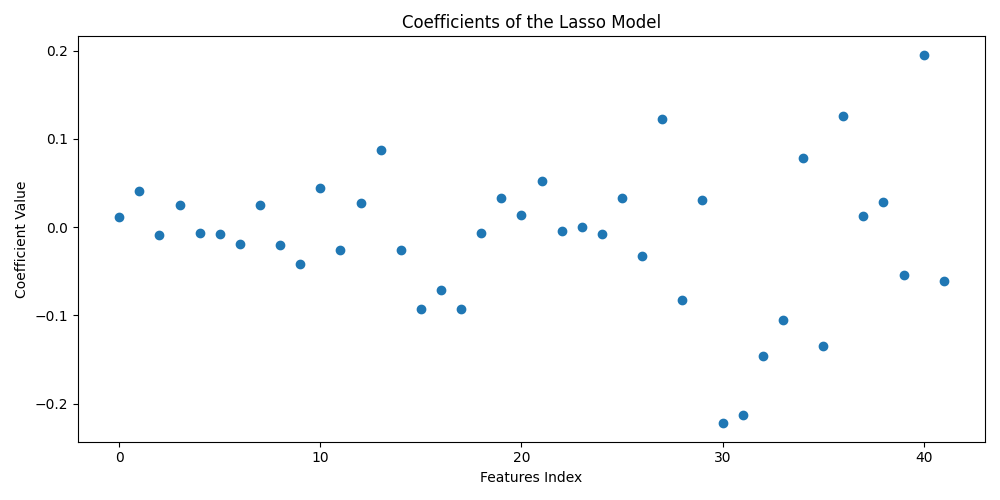 Coefficients of the Lasso Model
Coefficient Value
0.2
0.1
0.0
−0.1
−0.2
0 10 20 30 40
Features Index